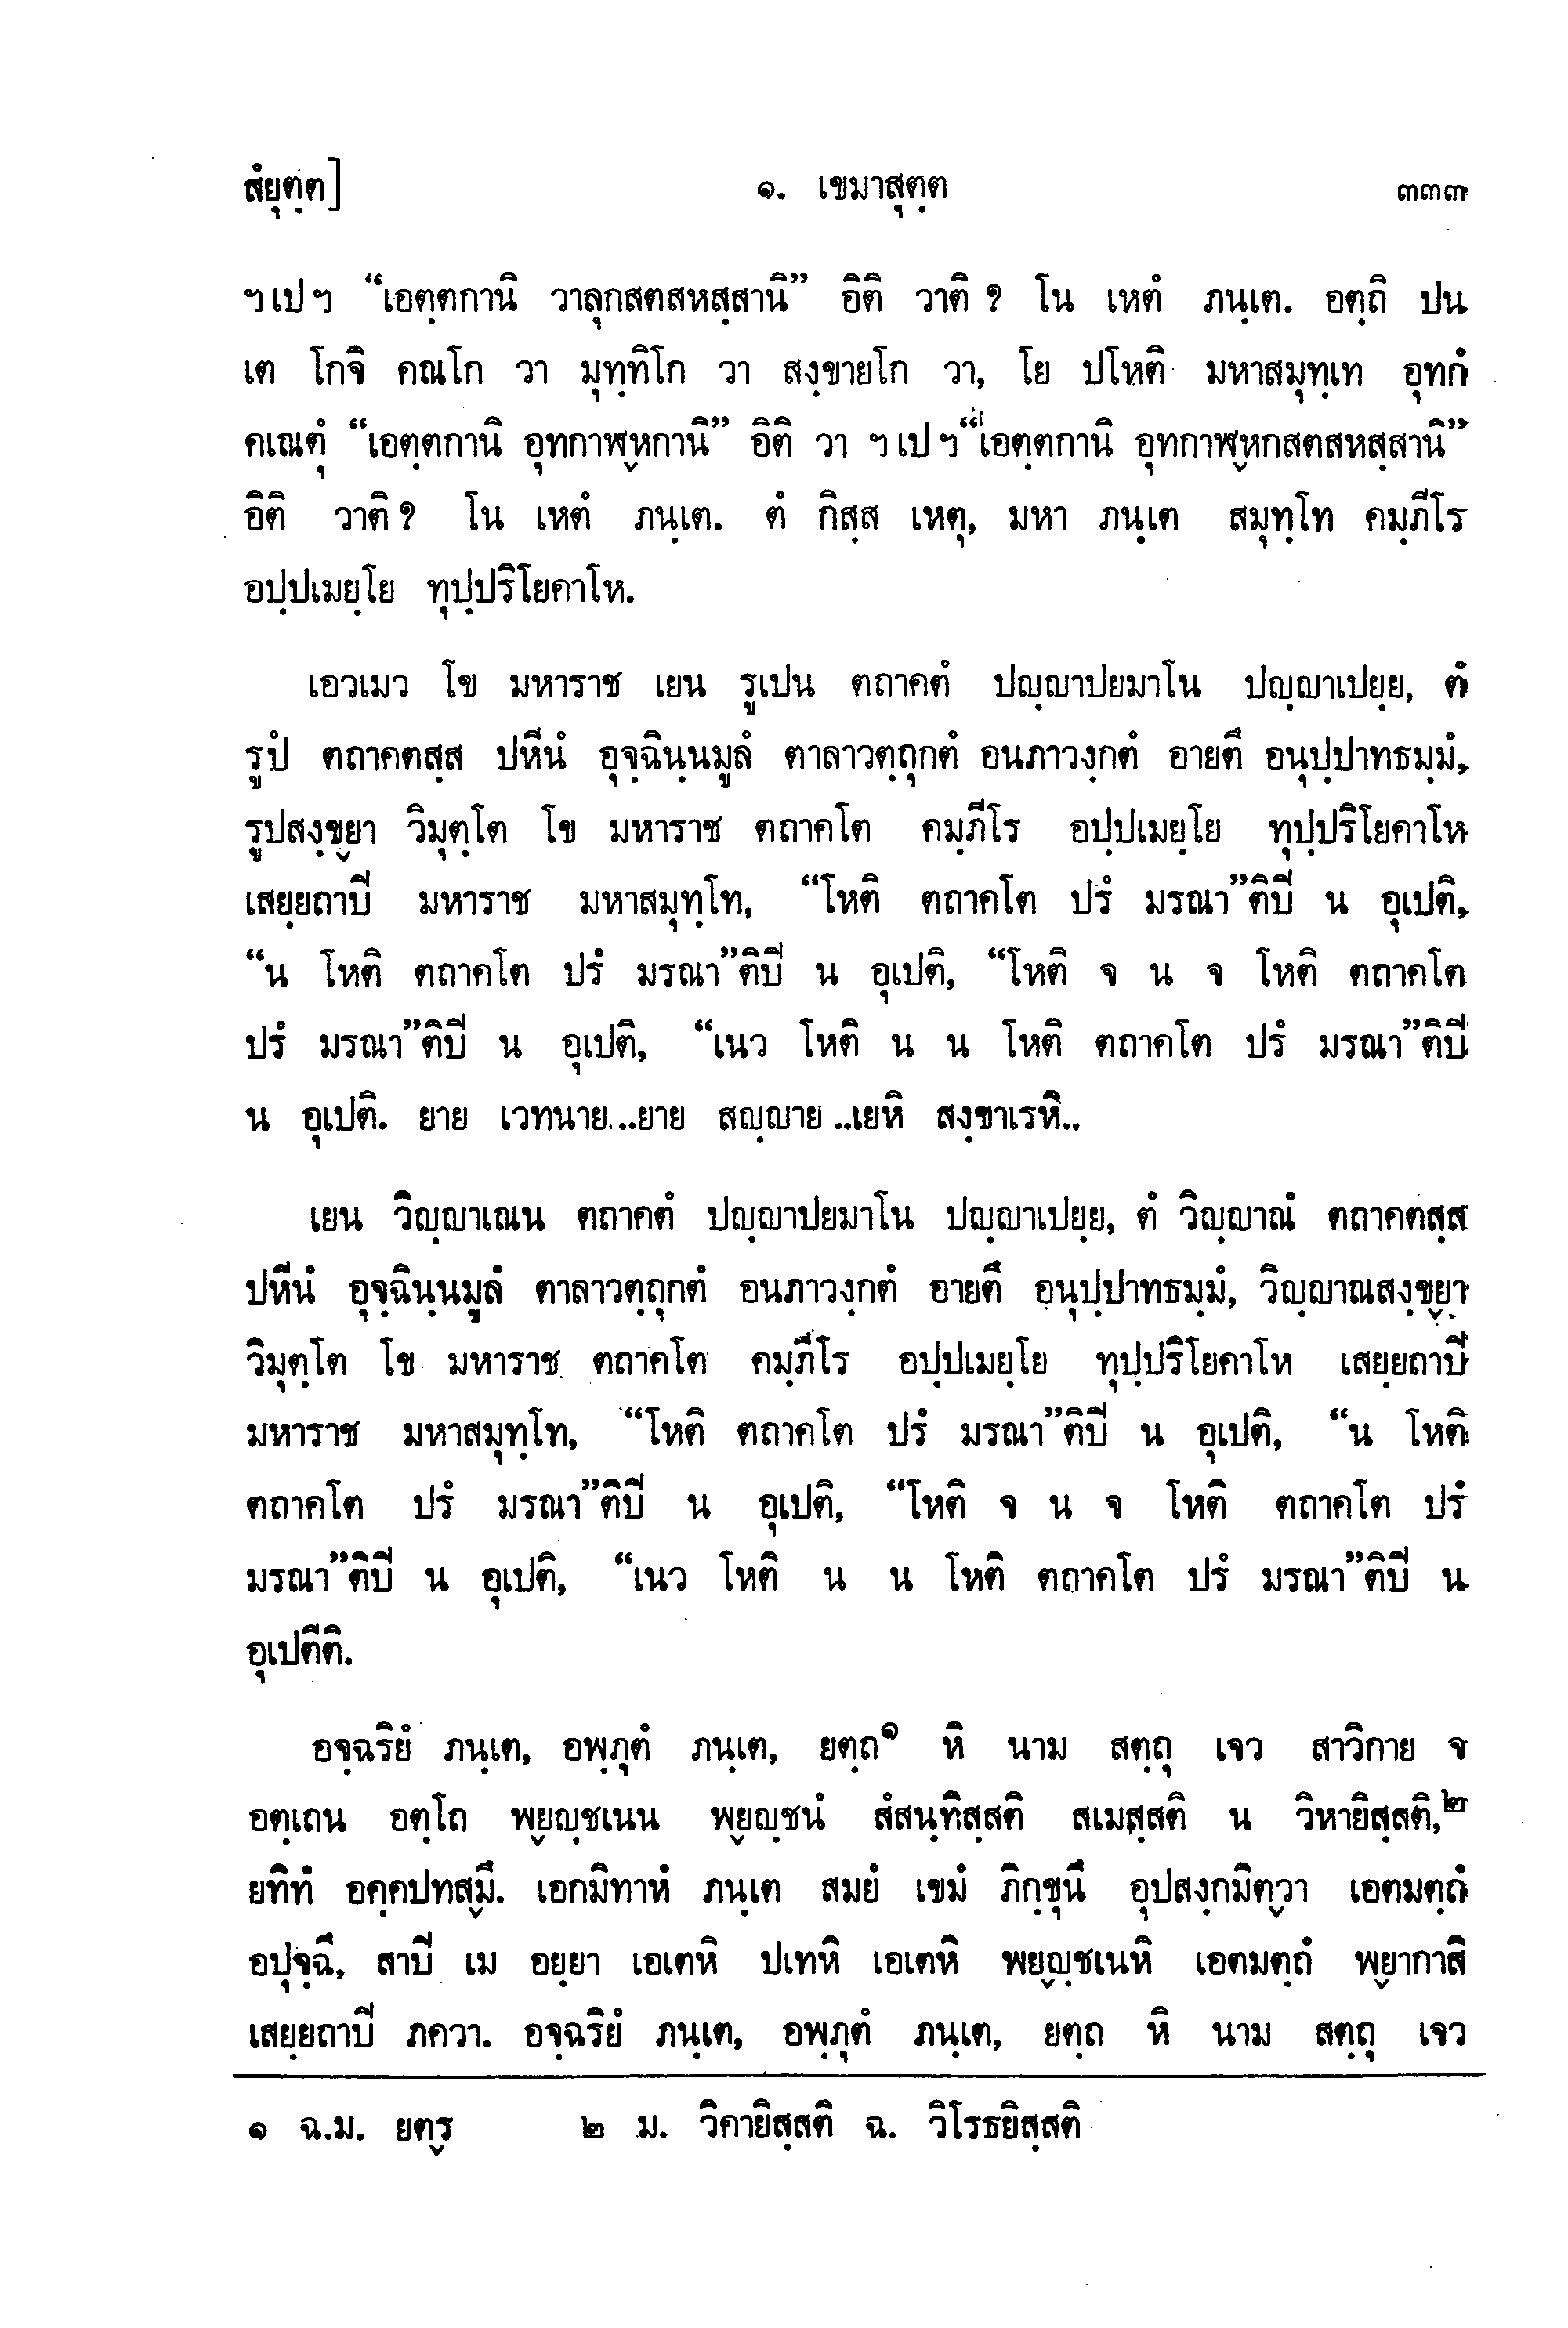 สํยุตฺต] ๑. เขมาสุตฺต ๓๓๓
ฯ เป ฯ “เอตฺตกานิ วาลุกสตสหสฺสานิ” อิติ วาติ ? โน เหตํ ภนฺเต. อตฺถิ ปน
เต โกจิ คณโก วา มุทฺทิโก วา สงฺขายโก วา, โย ปโหติ มหาสมุทฺเท อุทกํ
คเณตุํ “เอตฺตกานิ อุทกาฬฺหกานิ” อิติ วา ฯ เป ฯ “เอตฺตกานิ อุทกาฬฺหกสตสหสฺสานิ”
อิติ วาติ ? โน เหตํ ภนฺเต. ตํ กิสฺส เหตุ, มหา ภนฺเต สมุทฺโท คมฺภีโร
อปฺปเมยฺโย ทุปฺปริโยคาโห.
เอวเมว โข มหาราช เยน รูเปน ตถาคตํ ปญฺญาปยมาโน ปญฺญาเปยฺย, ตํ
รูปํ ตถาคตสฺส ปหีนํ อุจฺฉินฺนมูลํ ตาลาวตฺถุกตํ อนภาวงฺกตํ อายตึ อนุปฺปาทธมฺมํ,
รูปสงฺขฺยา วิมุตฺโต โข มหาราช ตถาคโต คมฺภีโร อปฺปเมยฺโย ทุปฺปริโยคาโห
เสยฺยถาปี มหาราช มหาสมุทฺโท, “โหติ ตถาคโต ปรํ มรณา”ติปี น อุเปติ,
“น โหติ ตถาคโต ปรํ มรณา”ติปี น อุเปติ, “โหติ จ น จ โหติ ตถาคโต
ปรํ มรณา”ติปี น อุเปติ, “เนว โหติ น น โหติ ตถาคโต ปรํ มรณา”ติปี
น อุเปติ. ยาย เวทนาย...ยาย สญฺญาย ..เยหิ สงฺขาเรหิ..
เยน วิญฺญาเณน ตถาคตํ ปญฺญาปยมาโน ปญฺญาเปยฺย, ตํ วิญฺญาณํ ตถาคตสฺส
ปหีนํ อุจฺฉินฺนมูลํ ตาลาวตฺถุกตํ อนภาวงฺกตํ อายตึ อนุปฺปาทธมฺมํ, วิญฺญาณสงฺขฺยา
วิมุตฺโต โข มหาราช ตถาคโต คมฺภีโร อปฺปเมยฺโย ทุปฺปริโยคาโห เสยฺยถาปี
มหาราช มหาสมุทฺโท, “โหติ ตถาคโต ปรํ มรณา”ติปี น อุเปติ, “น โหติ
ตถาคโต ปรํ มรณา”ติปี น อุเปติ, “โหติ จ น จ โหติ ตถาคโต ปรํ
มรณา”ติปี น อุเปติ, “เนว โหติ น น โหติ ตถาคโต ปรํ มรณา”ติปี น
อุเปตีติ.
อจฺฉริยํ ภนฺเต, อพฺภุตํ ภนฺเต, ยตฺถ๑ หิ นาม สตฺถุ เจว สาวิกาย จ
อตฺเถน อตฺโถ พฺยญฺชเนน พฺยญฺชนํ สํสนฺทิสฺสติ สเมสฺสติ น วิหายิสฺสติ,๒
ยทิทํ อคฺคปทสฺมึ. เอกมิทาหํ ภนฺเต สมยํ เขมํ ภิกฺขุนึ อุปสงฺกมิตฺวา เอตมตฺถํ
อปุจฺฉึ, สาปี เม อยฺยา เอเตหิ ปเทหิ เอเตหิ พยฺญฺชเนหิ เอตมตฺถํ พฺยากาสิ
เสยฺยถาปี ภควา. อจฺฉริยํ ภนฺเต, อพฺภุตํ ภนฺเต, ยตฺถ หิ นาม สตฺถุ เจว
๑ ฉ.ม. ยตฺร ๒ ม. วิคายิสฺสติ ฉ. วิโรธยิสฺสติ